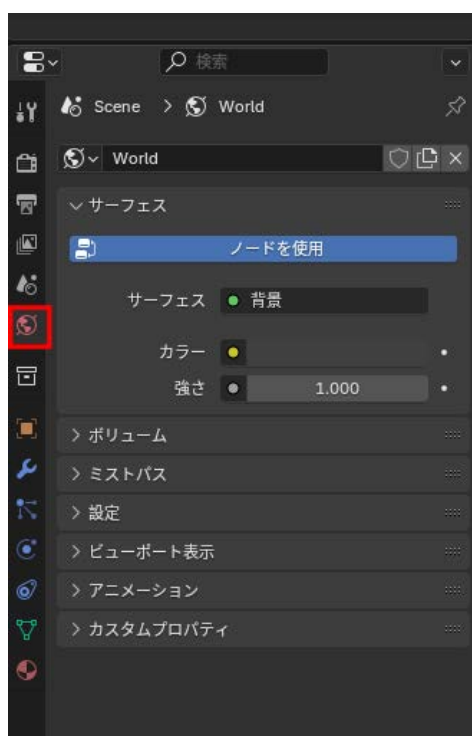 検索
Scene > World
World
サーフェス
ノードを使用
サーフェス 背景
カラー
強さ 1.000
ボリューム
ミストパス
設定
ビューポート表示
アニメーション
カスタムプロパティ